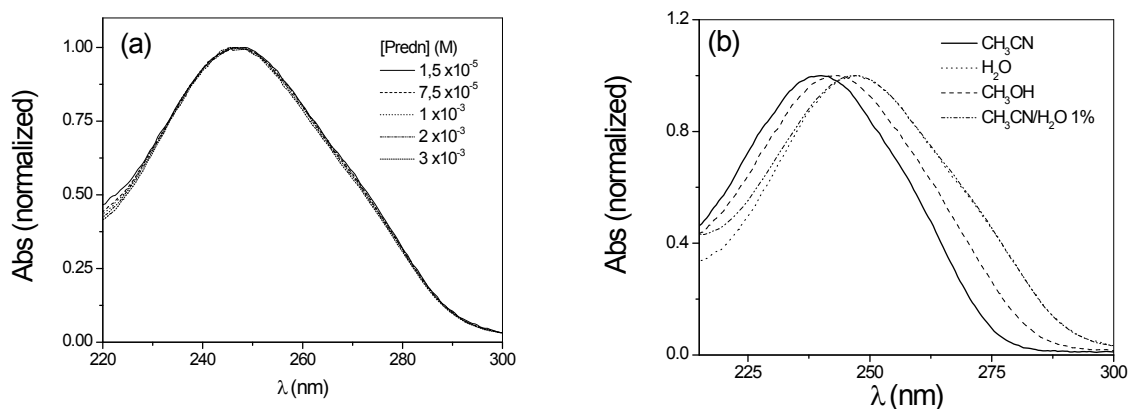 (a)
[Predn] (M)
1,5 x10⁻⁵
7,5 x10⁻⁵
1 x10⁻³
2 x10⁻³
3 x10⁻³
1.00
0.75
0.50
0.25
0.00
Abs (normalized)
220 240 260 280 300
λ (nm)
(b)
CH₃CN
H₂O
CH₃OH
CH₃CN/H₂O 1%
1.2
0.8
0.4
0.0
Abs (normalized)
225 250 275 300
λ (nm)